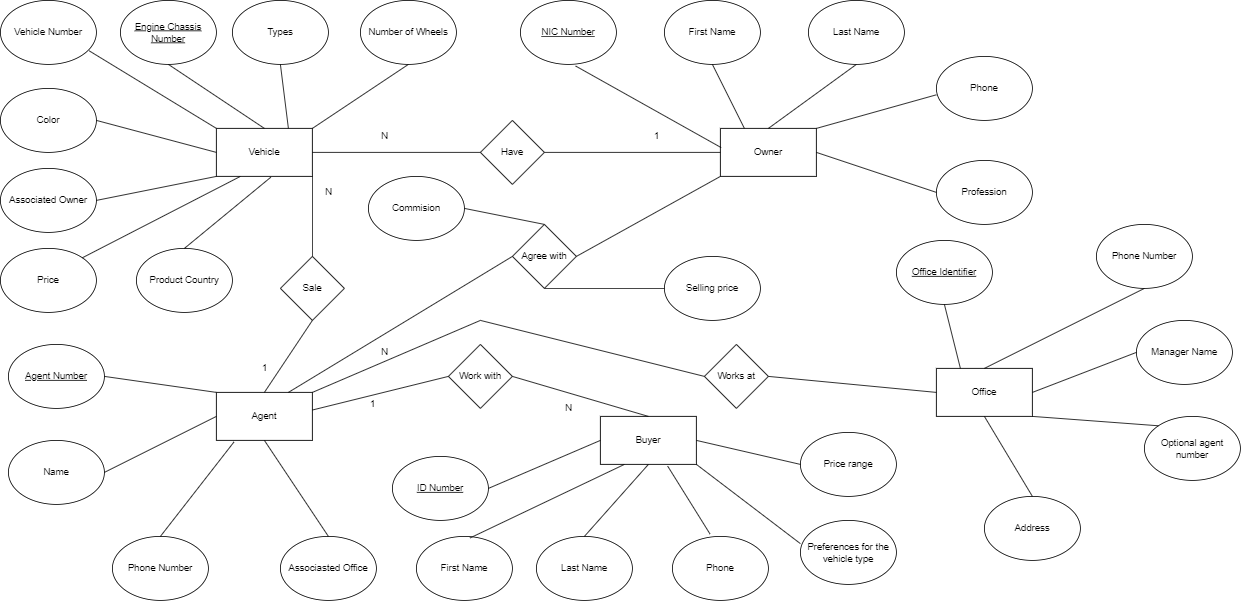 Vehicle Number
Engine Chassis
Number
Types
Number of Wheels
NIC Number
First Name
Last Name
Phone
Color
N
1
Vehicle
Have
Owner
Associated Owner
N
Commision
Profession
Price
Product Country
Sale
Agree with
Selling price
Office Identifier
Phone Number
Agent Number
1
N
Work with
Works at
Manager Name
Office
1
N
Agent
Buyer
Optional agent
number
Name
ID Number
Price range
Address
Phone Number
Associasted Office
First Name
Last Name
Phone
Preferences for the
vehicle type